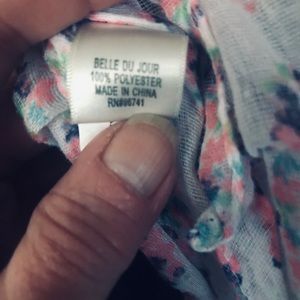 BELLE DU JOUR
100% POLYESTER
MADE IN CHINA
RN#96741